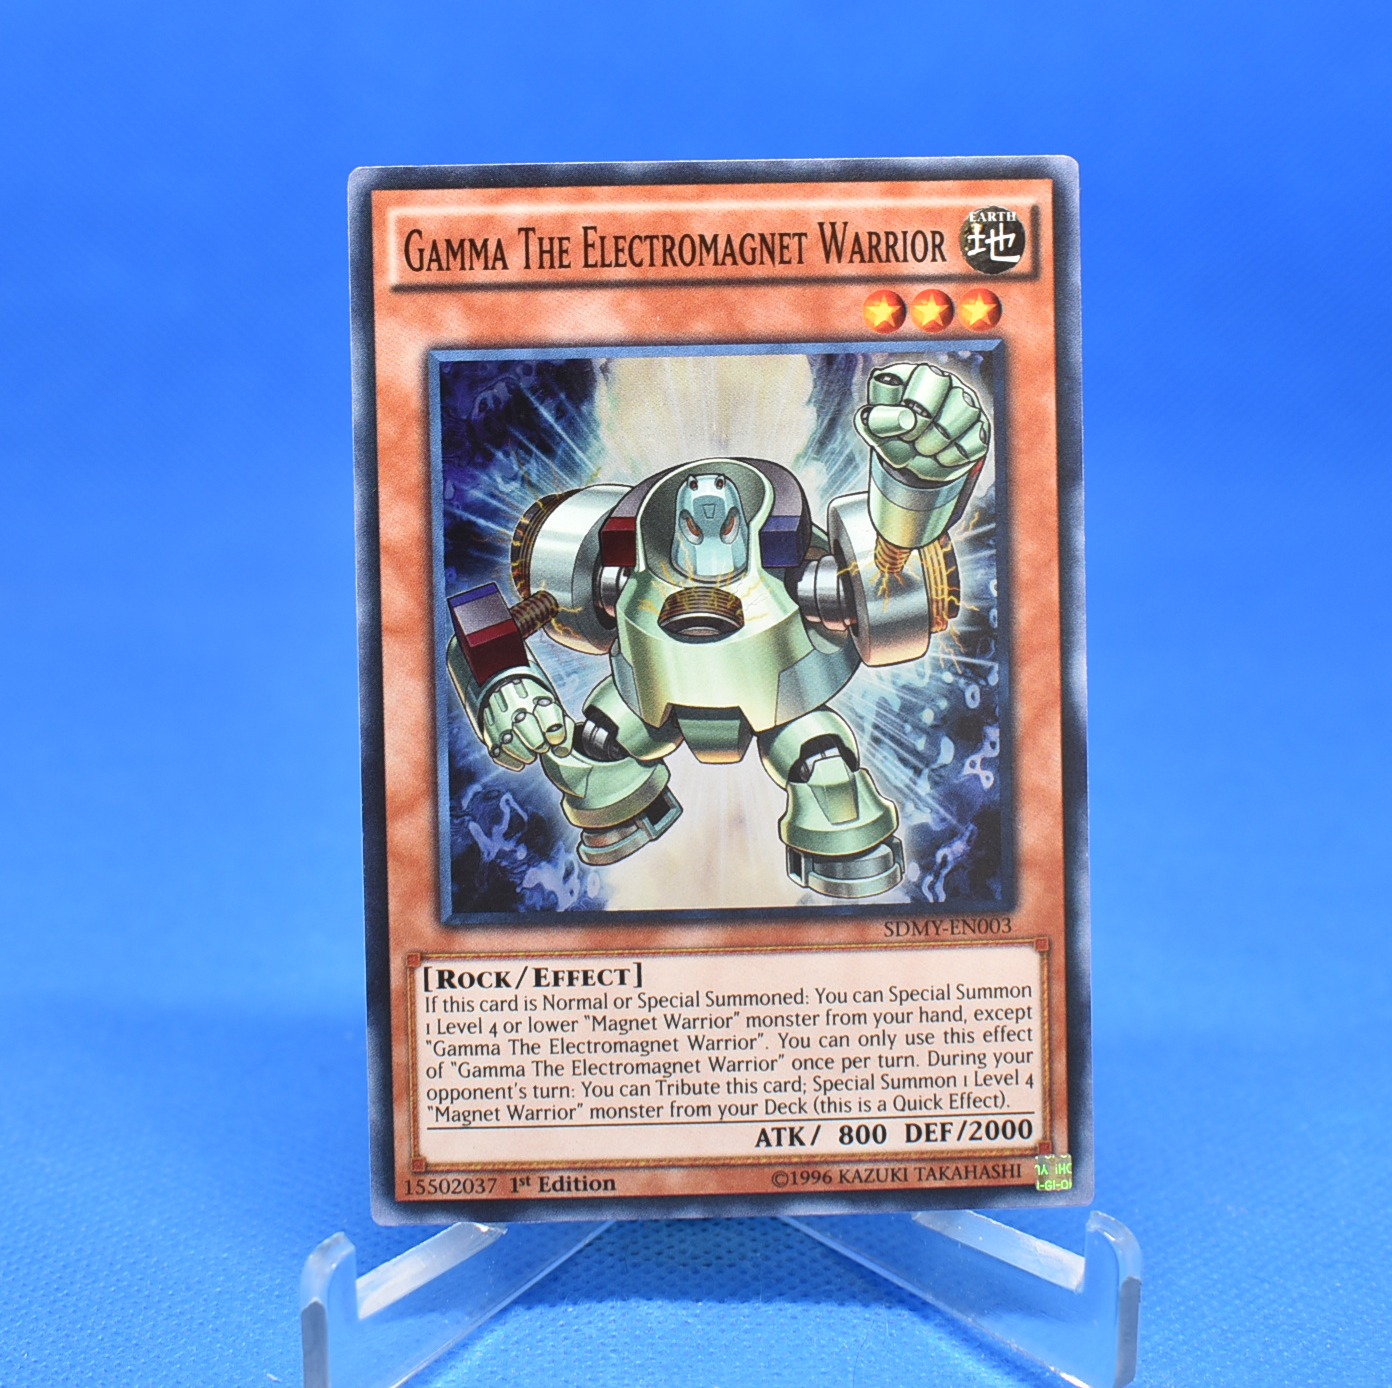 GAMMA THE ELECTROMAGNET WARRIOR
EARTH
地
SDMY-EN003
[ROCK/EFFECT]
If this card is Normal or Special Summoned: You can Special Summon
1 Level 4 or lower "Magnet Warrior" monster from your hand, except
"Gamma The Electromagnet Warrior". You can only use this effect
of "Gamma The Electromagnet Warrior" once per turn. During your
opponent's turn: You can Tribute this card; Special Summon 1 Level 4
"Magnet Warrior" monster from your Deck (this is a Quick Effect).
ATK/ 800 DEF/2000
15502037 1st Edition
©1996 KAZUKI TAKAHASHI